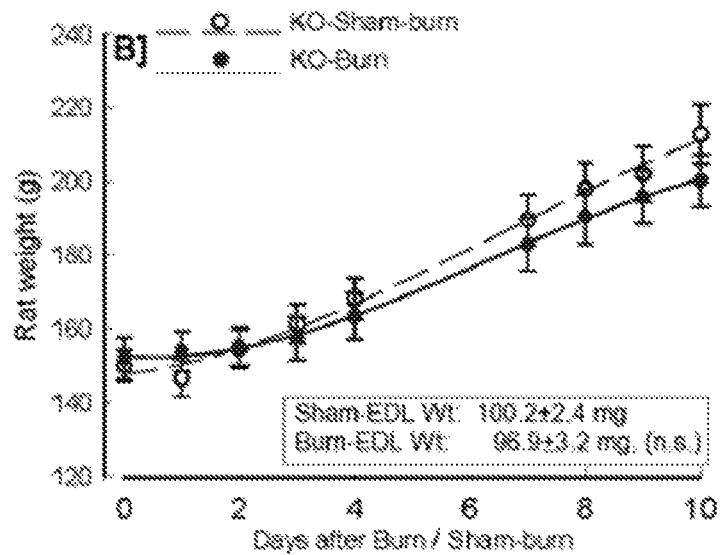 B]
KO-Sham-burn
KO-Burn
Rat weight (g)
240
220
200
180
160
140
120
Sham-EDL Wt: 100.2±2.4 mg
Burn-EDL Wt: 96.9±3.2 mg. (n.s.)
0 2 4 6 8 10
Days after Burn / Sham-burn